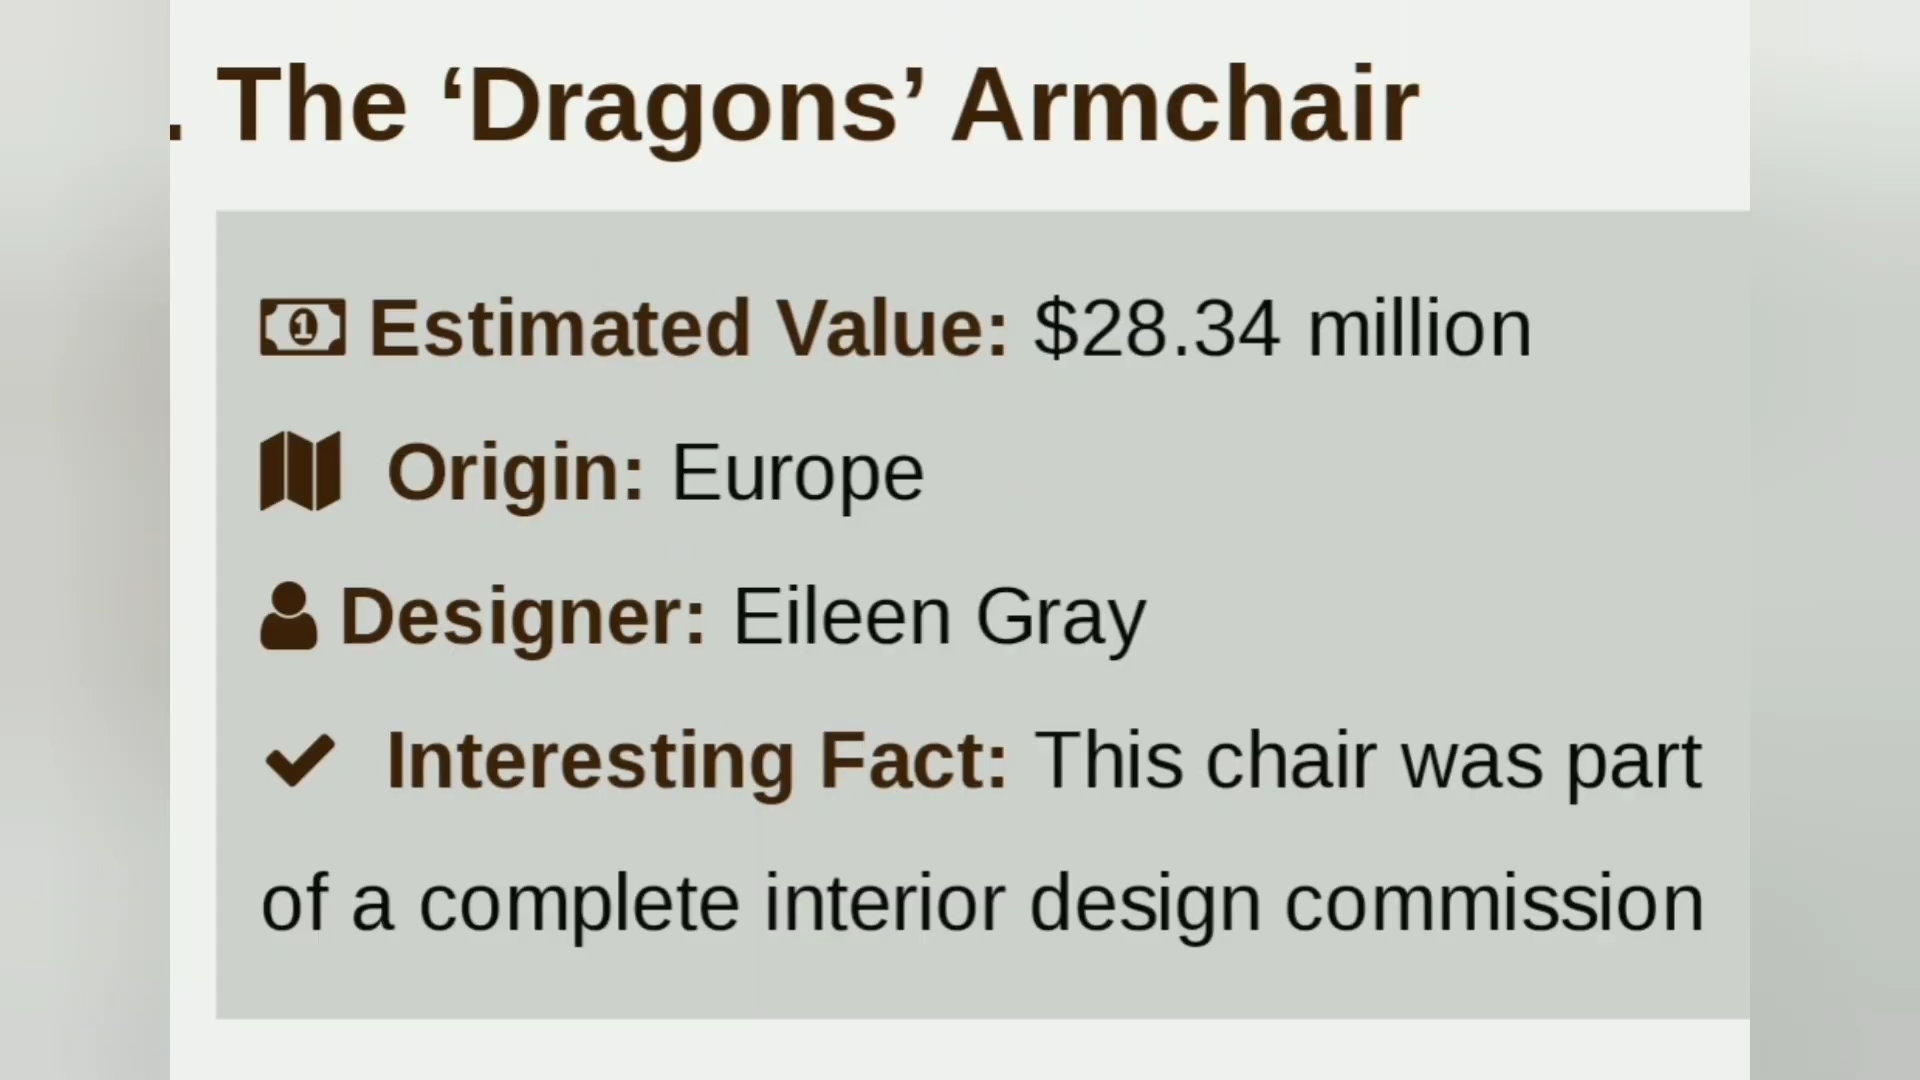 . The ‘Dragons’ Armchair
Estimated Value: $28.34 million
Origin: Europe
Designer: Eileen Gray
Interesting Fact: This chair was part
of a complete interior design commission